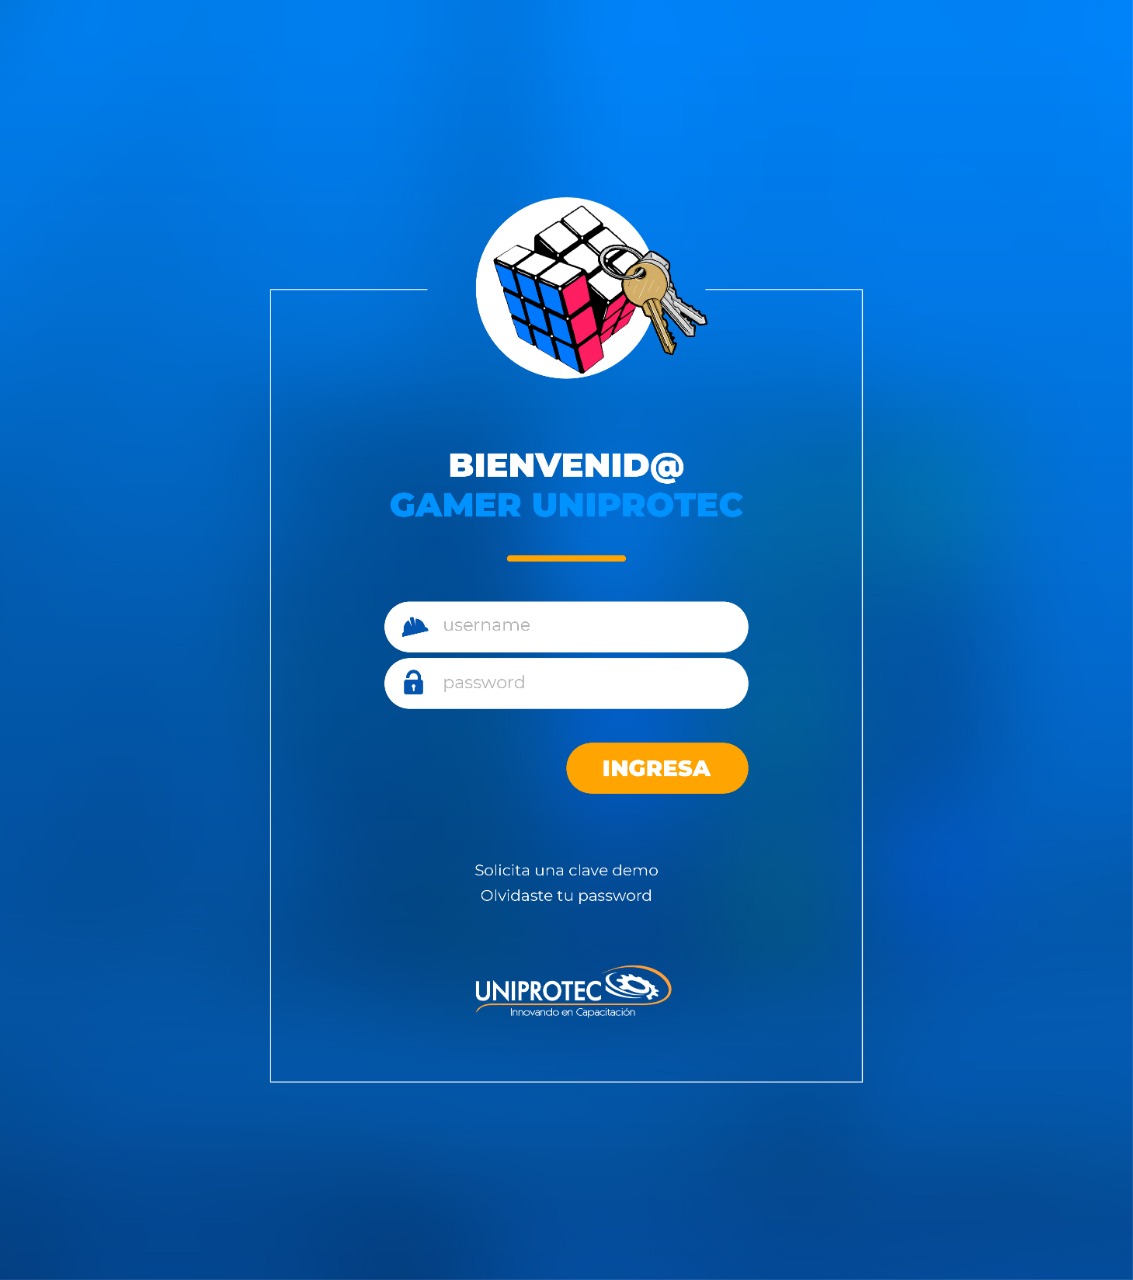 BIENVENID@
GAMER UNIPROTEC
username
password
INGRESA
Solicita una clave demo
Olvidaste tu password
UNIPROTEC
Innovando en Capacitación